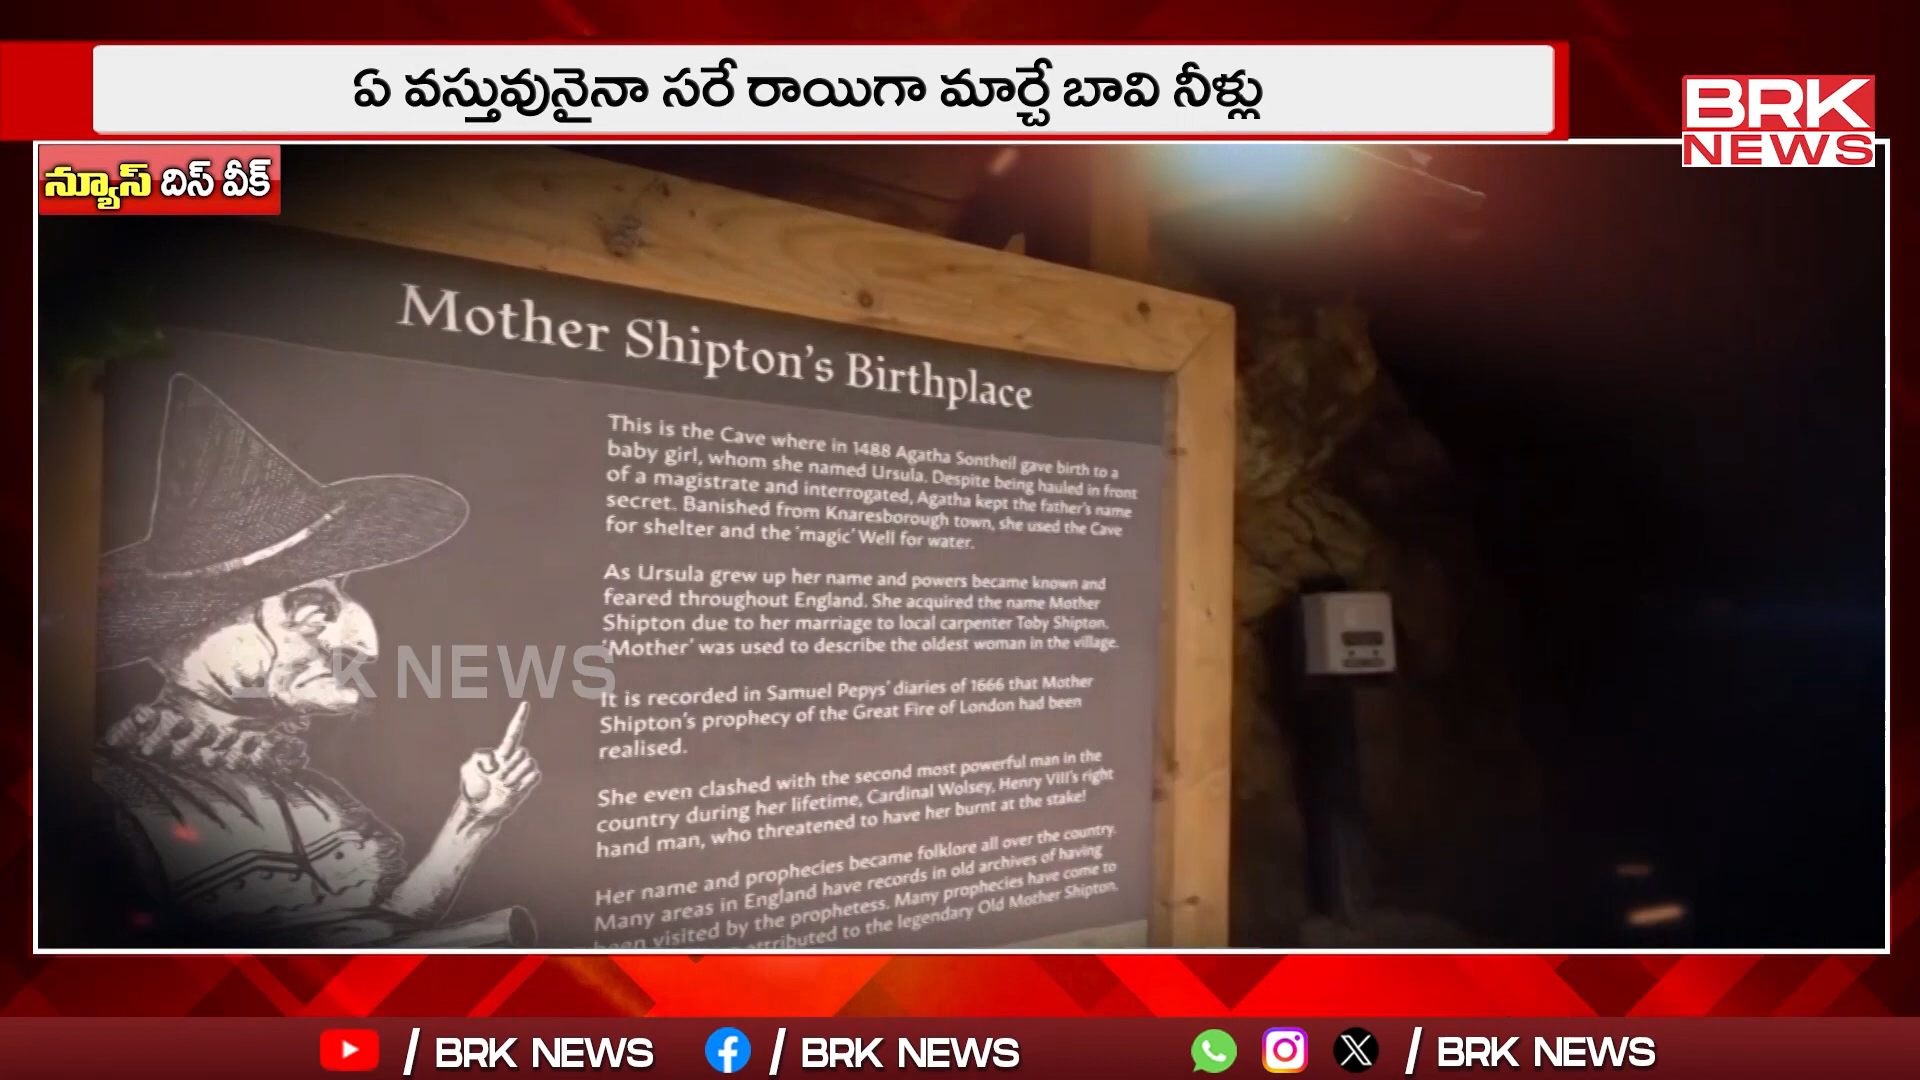 ఏ వస్తువునైనా సరే రాయిగా మార్చే బావి నీళ్లు
BRK
NEWS
న్యూస్ దిస్ వీక్
Mother Shipton's Birthplace
This is the Cave where in 1488 Agatha Sontheil gave birth to a
baby girl, whom she named Ursula. Despite being hauled in front
of a magistrate and interrogated, Agatha kept the father's name
secret. Banished from Knaresborough town, she used the Cave
for shelter and the 'magic' Well for water.
As Ursula grew up her name and powers became known and
feared throughout England. She acquired the name Mother
Shipton due to her marriage to local carpenter Toby Shipton.
'Mother' was used to describe the oldest woman in the village.
BRK NEWS
It is recorded in Samuel Pepys' diaries of 1666 that Mother
Shipton's prophecy of the Great Fire of London had been
realised.
She even clashed with the second most powerful man in the
country during her lifetime, Cardinal Wolsey, Henry VIII's right
hand man, who threatened to have her burnt at the stake!
Her name and prophecies became folklore all over the country.
Many areas in England have records in old archives of having
been visited by the prophetess. Many prophecies have come to
attributed to the legendary Old Mother Shipton.
/ BRK NEWS
/ BRK NEWS
/ BRK NEWS